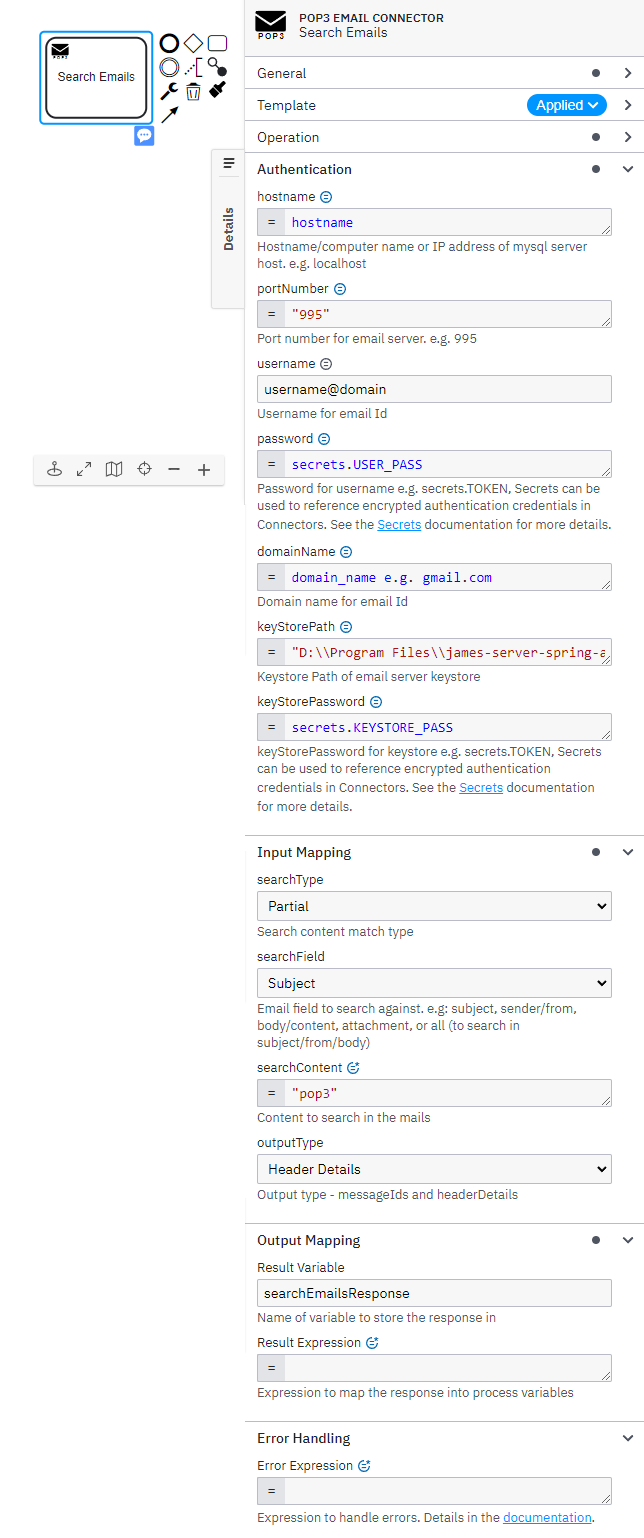 POP3
Search Emails
Details
POP3
POP3 EMAIL CONNECTOR
Search Emails
General
Template
Applied
Operation
Authentication
hostname
= hostname
Hostname/computer name or IP address of mysql server
host. e.g. localhost
portNumber
= "995"
Port number for email server. e.g. 995
username
username@domain
Username for email Id
password
= secrets.USER_PASS
Password for username e.g. secrets.TOKEN, Secrets can be
used to reference encrypted authentication credentials in
Connectors. See the Secrets documentation for more details.
domainName
= domain_name e.g. gmail.com
Domain name for email Id
keyStorePath
= "D:\\Program Files\\james-server-spring-a
Keystore Path of email server keystore
keyStorePassword
= secrets.KEYSTORE_PASS
keyStorePassword for keystore e.g. secrets.TOKEN, Secrets
can be used to reference encrypted authentication
credentials in Connectors. See the Secrets documentation
for more details.
Input Mapping
searchType
Partial
Search content match type
searchField
Subject
Email field to search against. e.g: subject, sender/from,
body/content, attachment, or all (to search in
subject/from/body)
searchContent
= "pop3"
Content to search in the mails
outputType
Header Details
Output type - messageIds and headerDetails
Output Mapping
Result Variable
searchEmailsResponse
Name of variable to store the response in
Result Expression
=
Expression to map the response into process variables
Error Handling
Error Expression
=
Expression to handle errors. Details in the documentation.